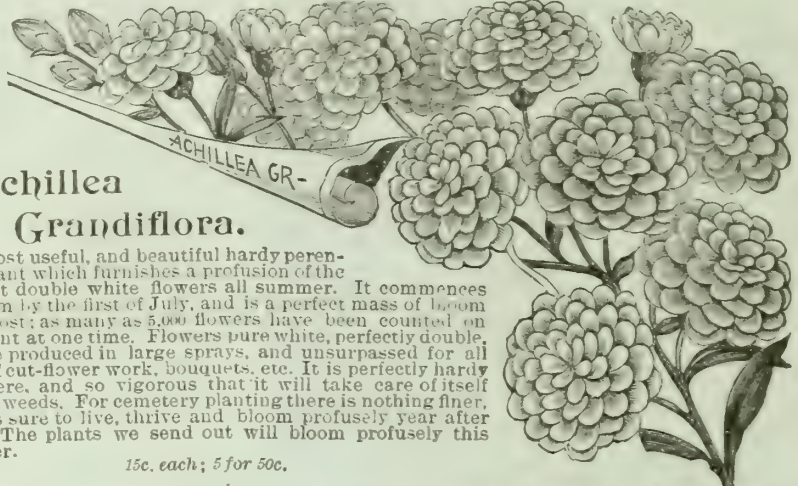 ACHILLEA GR-
chillea
Grandiflora.
ost useful, and beautiful hardy peren-
ant which furnishes a profusion of the
t double white flowers all summer. It commences
m by the first of July, and is a perfect mass of bloom
ost; as many as 5,000 flowers have been counted on
nt at one time. Flowers pure white, perfectly double,
e produced in large sprays, and unsurpassed for all
f cut-flower work, bouquets, etc. It is perfectly hardy
ere, and so vigorous that it will take care of itself
weeds. For cemetery planting there is nothing finer,
s sure to live, thrive and bloom profusely year after
The plants we send out will bloom profusely this
er.
15c. each; 5 for 50c.